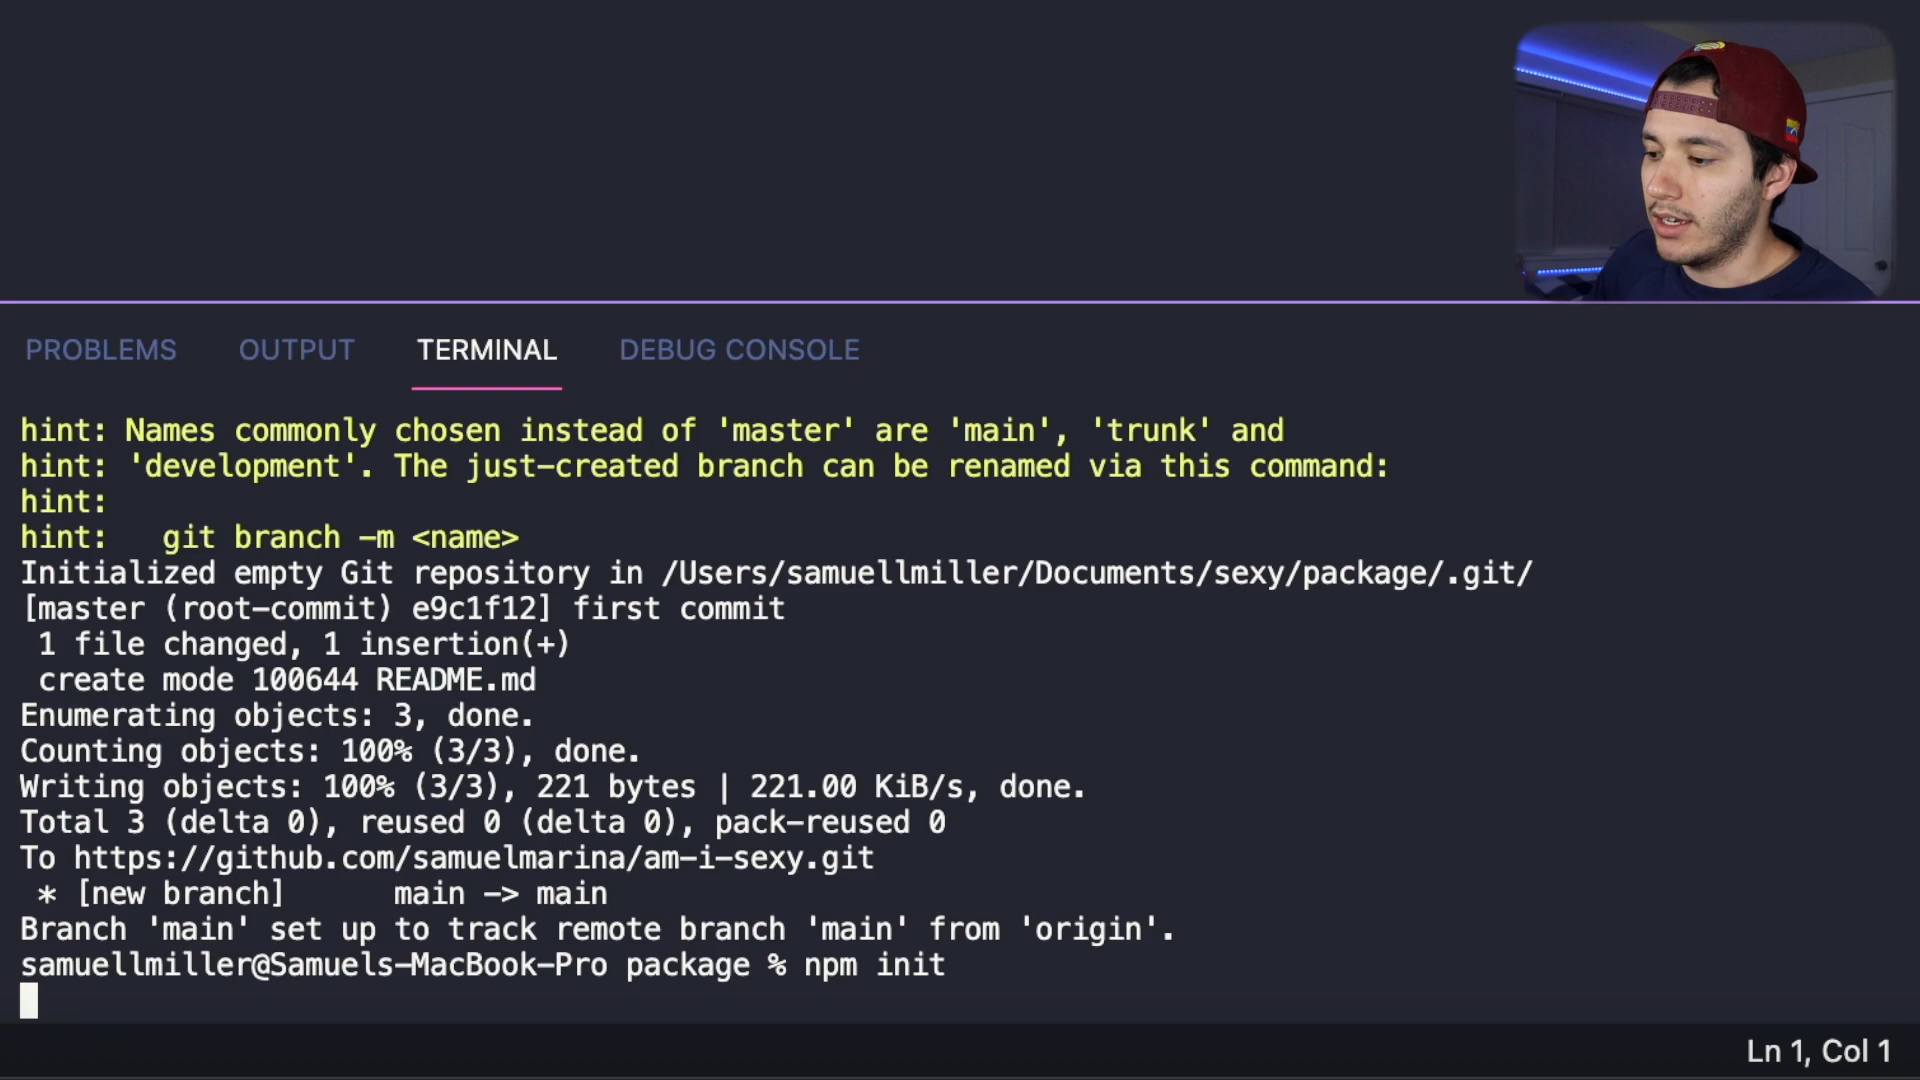 PROBLEMS OUTPUT TERMINAL DEBUG CONSOLE
hint: Names commonly chosen instead of 'master' are 'main', 'trunk' and
hint: 'development'. The just-created branch can be renamed via this command:
hint:
hint:   git branch -m <name>
Initialized empty Git repository in /Users/samuellmiller/Documents/sexy/package/.git/
[master (root-commit) e9c1f12] first commit
 1 file changed, 1 insertion(+)
 create mode 100644 README.md
Enumerating objects: 3, done.
Counting objects: 100% (3/3), done.
Writing objects: 100% (3/3), 221 bytes | 221.00 KiB/s, done.
Total 3 (delta 0), reused 0 (delta 0), pack-reused 0
To https://github.com/samuelmarina/am-i-sexy.git
 * [new branch]      main -> main
Branch 'main' set up to track remote branch 'main' from 'origin'.
samuellmiller@Samuels-MacBook-Pro package % npm init
Ln 1, Col 1